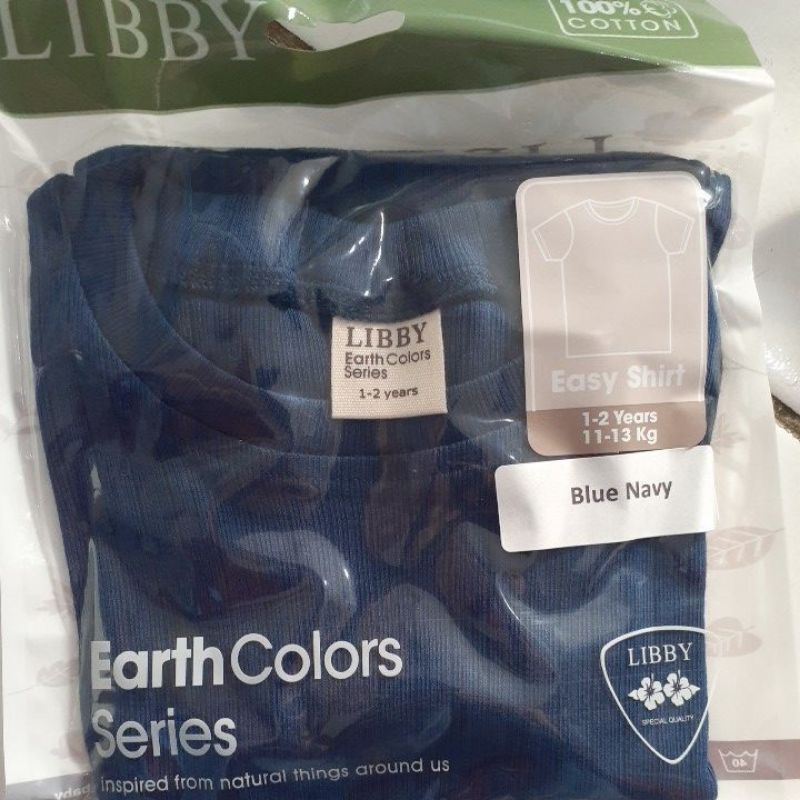 LIBBY
100%
COTTON
LIBBY
Earth Colors
Series
1-2 years
Easy Shirt
1-2 Years
11-13 Kg
Blue Navy
EarthColors
Series
inspired from natural things around us
LIBBY
SPECIAL QUALITY
40